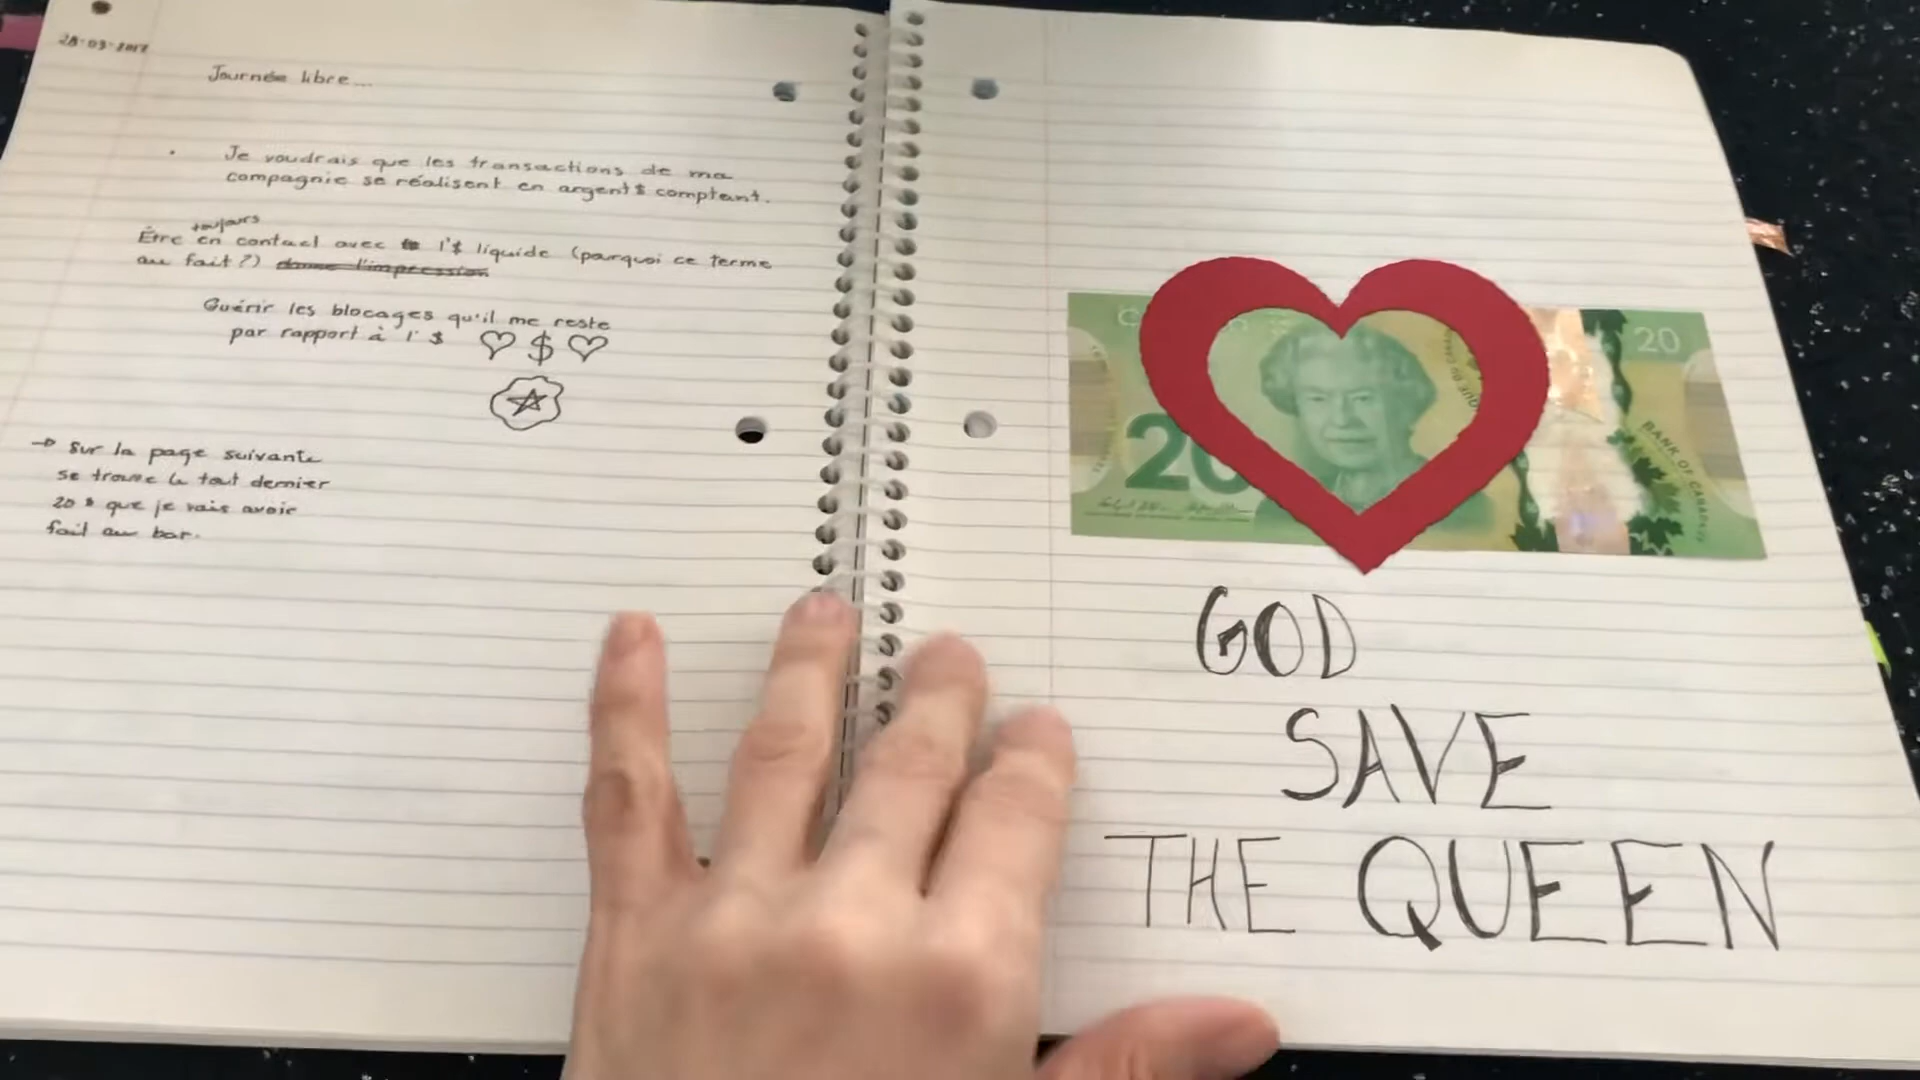 28-03-2017
Journée libre...
Je voudrais que les transactions de ma
compagnie se réalisent en argent$ comptant.
toujours
Être en contact avec l'$ liquide (parquoi ce terme
au fait?) donne l'impression
Guérir les blocages qu'il me reste
par rapport à l'$ ♡ $ ♡
→ Sur la page suivante
se trouve le tout dernier
20 $ que je vais avoir
fait au bar.
20
20
BANK OF CANADA
GOD
SAVE
THE QUEEN